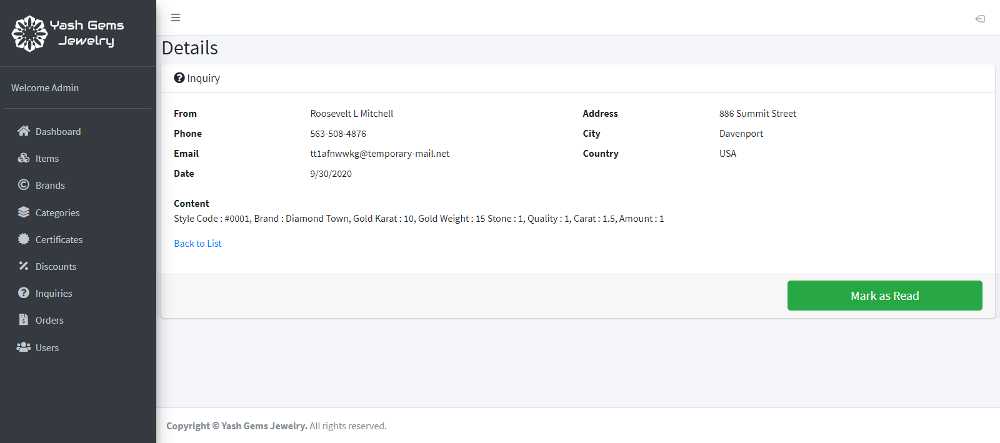 Yash Gems
Jewelry
Welcome Admin
Dashboard
Items
Brands
Categories
Certificates
Discounts
Inquiries
Orders
Users
Details
Inquiry
From Roosevelt L Mitchell Address 886 Summit Street
Phone 563-508-4876 City Davenport
Email tt1afnwwkg@temporary-mail.net Country USA
Date 9/30/2020
Content
Style Code : #0001, Brand : Diamond Town, Gold Karat : 10, Gold Weight : 15 Stone : 1, Quality : 1, Carat : 1.5, Amount : 1
Back to List
Mark as Read
Copyright © Yash Gems Jewelry. All rights reserved.